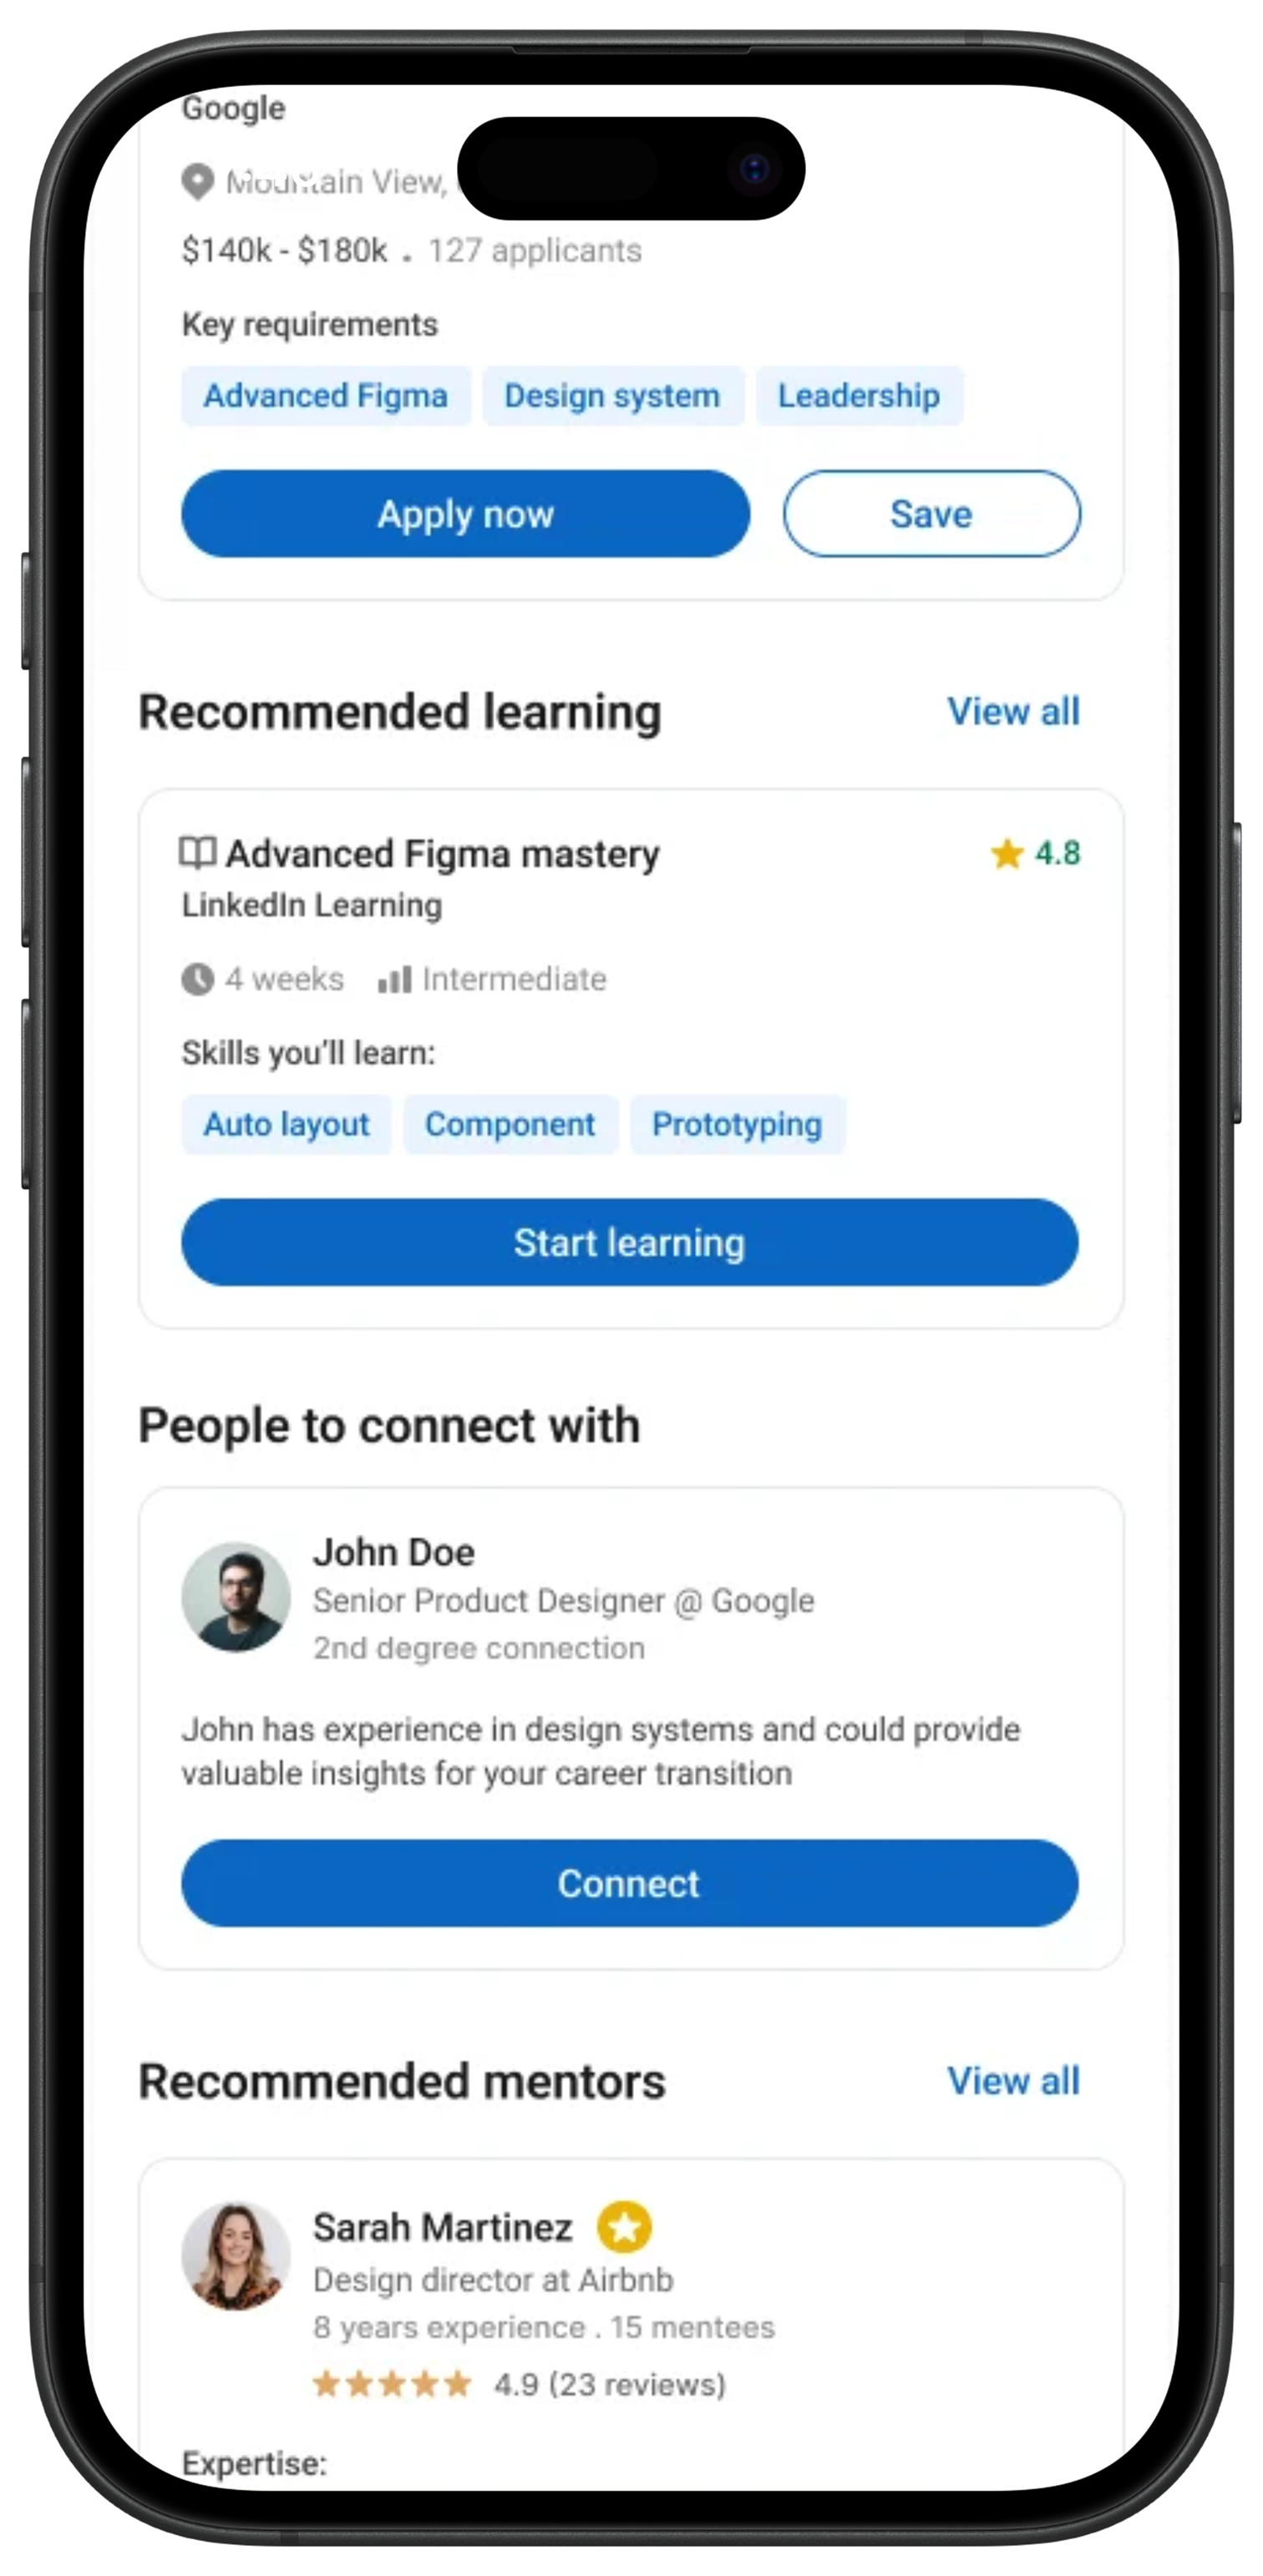 Google
Mountain View,
$140k - $180k . 127 applicants
Key requirements
Advanced Figma Design system Leadership
Apply now Save
Recommended learning View all
Advanced Figma mastery 4.8
LinkedIn Learning
4 weeks Intermediate
Skills you'll learn:
Auto layout Component Prototyping
Start learning
People to connect with
John Doe
Senior Product Designer @ Google
2nd degree connection
John has experience in design systems and could provide
valuable insights for your career transition
Connect
Recommended mentors View all
Sarah Martinez
Design director at Airbnb
8 years experience . 15 mentees
4.9 (23 reviews)
Expertise: